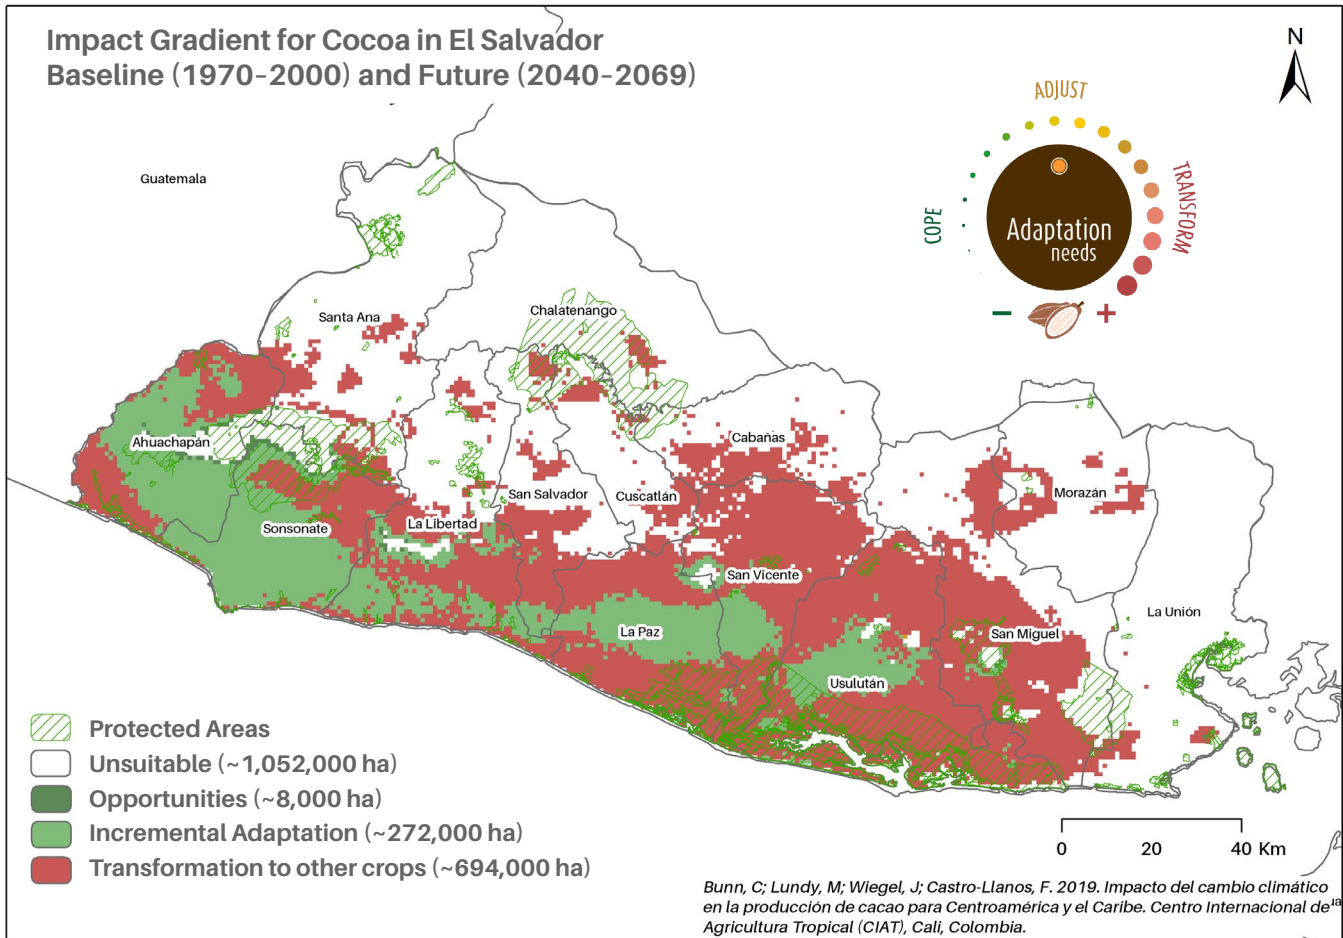 Impact Gradient for Cocoa in El Salvador
Baseline (1970–2000) and Future (2040–2069)
N
ADJUST
COPE
TRANSFORM
Adaptation
needs
− +
Guatemala
Santa Ana
Chalatenango
Ahuachapán
Cabañas
San Salvador
Cuscatlán
Morazán
Sonsonate
La Libertad
San Vicente
La Paz
La Unión
San Miguel
Usulután
Protected Areas
Unsuitable (~1,052,000 ha)
Opportunities (~8,000 ha)
Incremental Adaptation (~272,000 ha)
Transformation to other crops (~694,000 ha)
0 20 40 Km
Bunn, C; Lundy, M; Wiegel, J; Castro-Llanos, F. 2019. Impacto del cambio climático
en la producción de cacao para Centroamérica y el Caribe. Centro Internacional de
Agricultura Tropical (CIAT), Cali, Colombia.